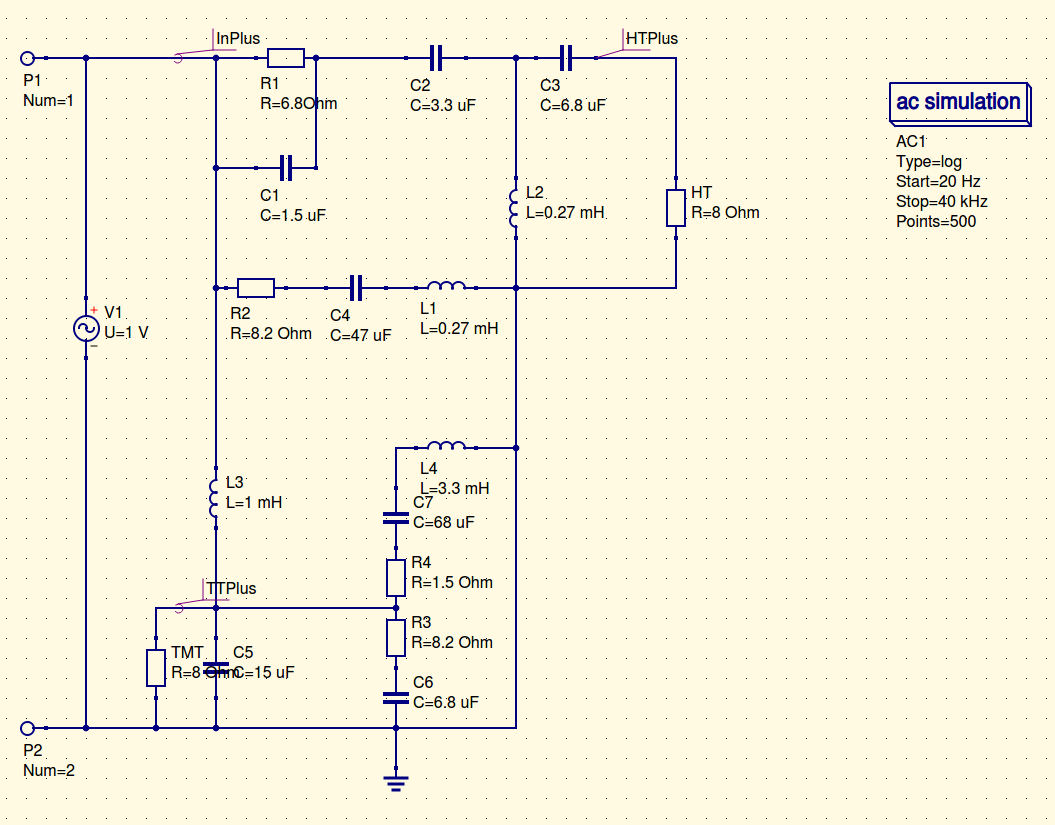 InPlus
HTPlus
P1
Num=1
R1
R=6.8Ohm
C2
C=3.3 uF
C3
C=6.8 uF
ac simulation
AC1
Type=log
Start=20 Hz
Stop=40 kHz
Points=500
C1
C=1.5 uF
L2
L=0.27 mH
HT
R=8 Ohm
V1
U=1 V
R2
R=8.2 Ohm
C4
C=47 uF
L1
L=0.27 mH
L3
L=1 mH
L4
L=3.3 mH
C7
C=68 uF
R4
R=1.5 Ohm
TTPlus
R3
R=8.2 Ohm
TMT
R=8 Ohm
C5
C=15 uF
C6
C=6.8 uF
P2
Num=2